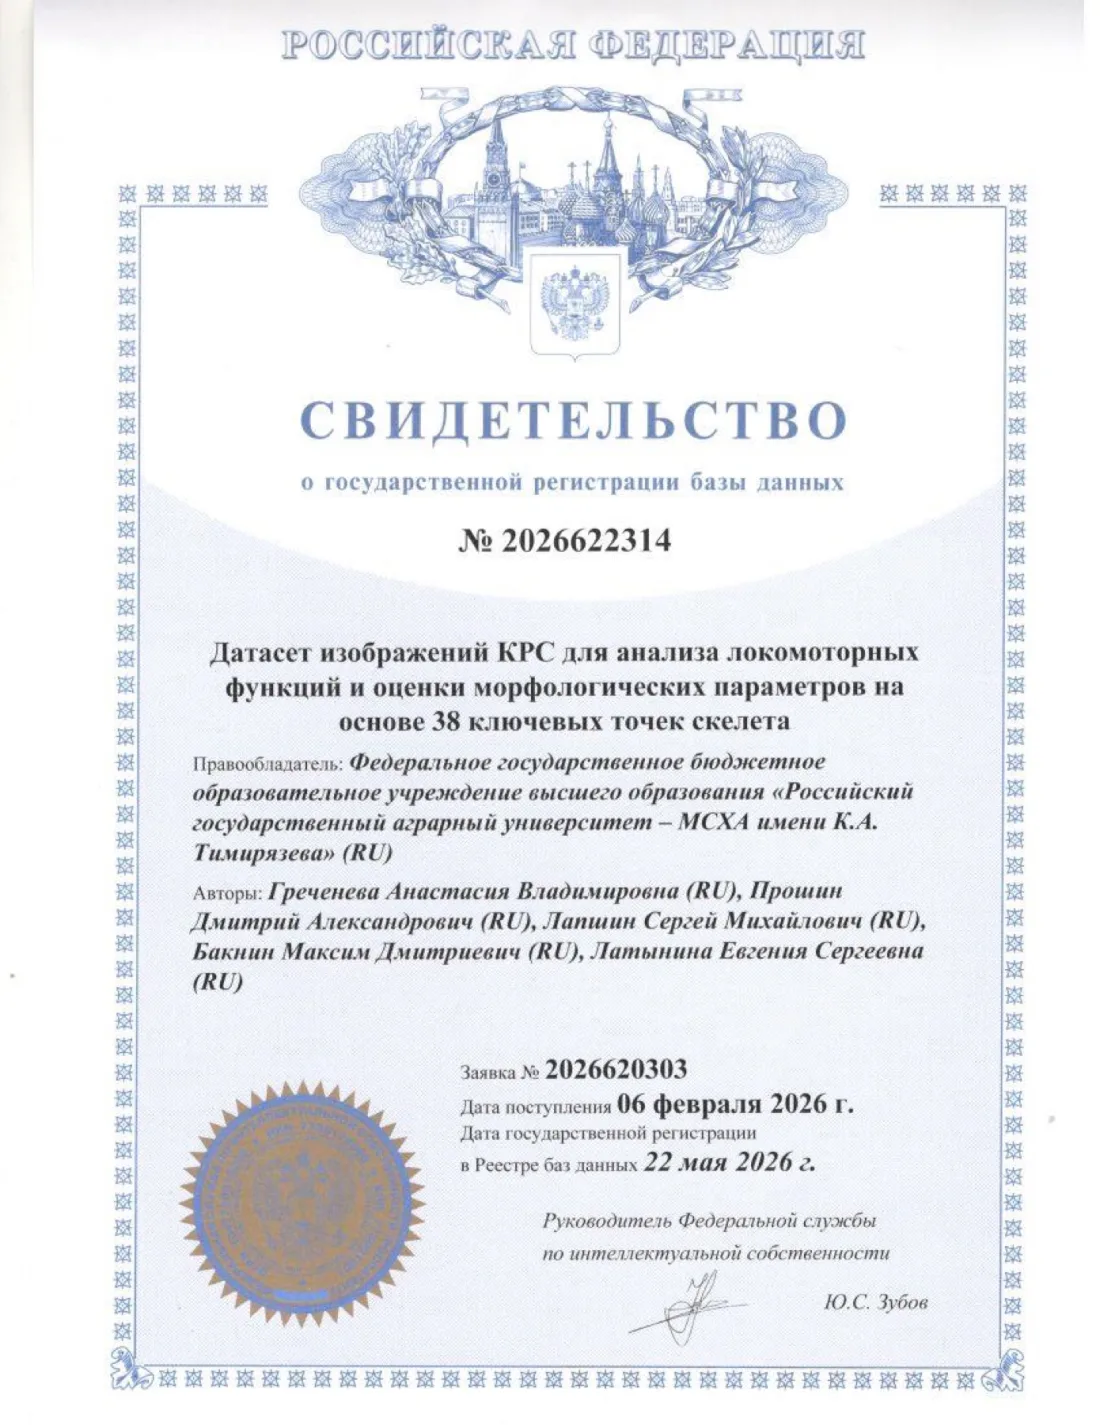 РОССИЙСКАЯ ФЕДЕРАЦИЯ
СВИДЕТЕЛЬСТВО
о государственной регистрации базы данных
№ 2026622314
Датасет изображений КРС для анализа локомоторных
функций и оценки морфологических параметров на
основе 38 ключевых точек скелета
Правообладатель: Федеральное государственное бюджетное
образовательное учреждение высшего образования «Российский
государственный аграрный университет – МСХА имени К.А.
Тимирязева» (RU)
Авторы: Греченева Анастасия Владимировна (RU), Прошин
Дмитрий Александрович (RU), Лапшин Сергей Михайлович (RU),
Бакнин Максим Дмитриевич (RU), Латынина Евгения Сергеевна
(RU)
Заявка № 2026620303
Дата поступления 06 февраля 2026 г.
Дата государственной регистрации
в Реестре баз данных 22 мая 2026 г.
Руководитель Федеральной службы
по интеллектуальной собственности
Ю.С. Зубов